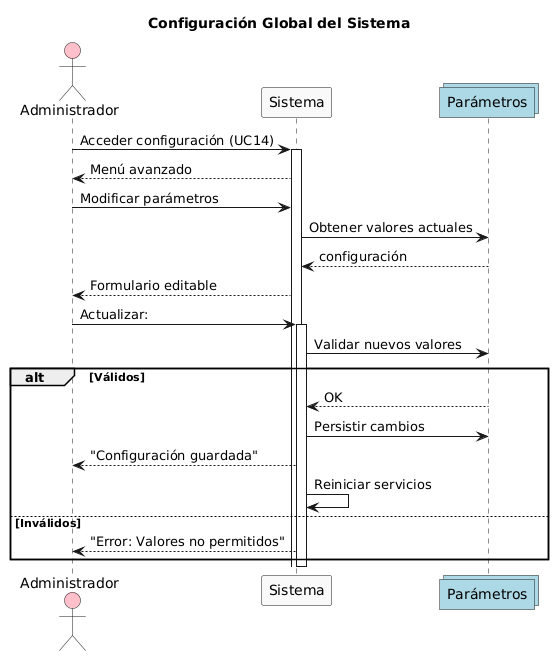 Configuración Global del Sistema
Administrador
Sistema
Parámetros
Acceder configuración (UC14)
Menú avanzado
Modificar parámetros
Obtener valores actuales
configuración
Formulario editable
Actualizar:
Validar nuevos valores
alt [Válidos]
OK
Persistir cambios
"Configuración guardada"
Reiniciar servicios
[Inválidos]
"Error: Valores no permitidos"
Administrador
Sistema
Parámetros